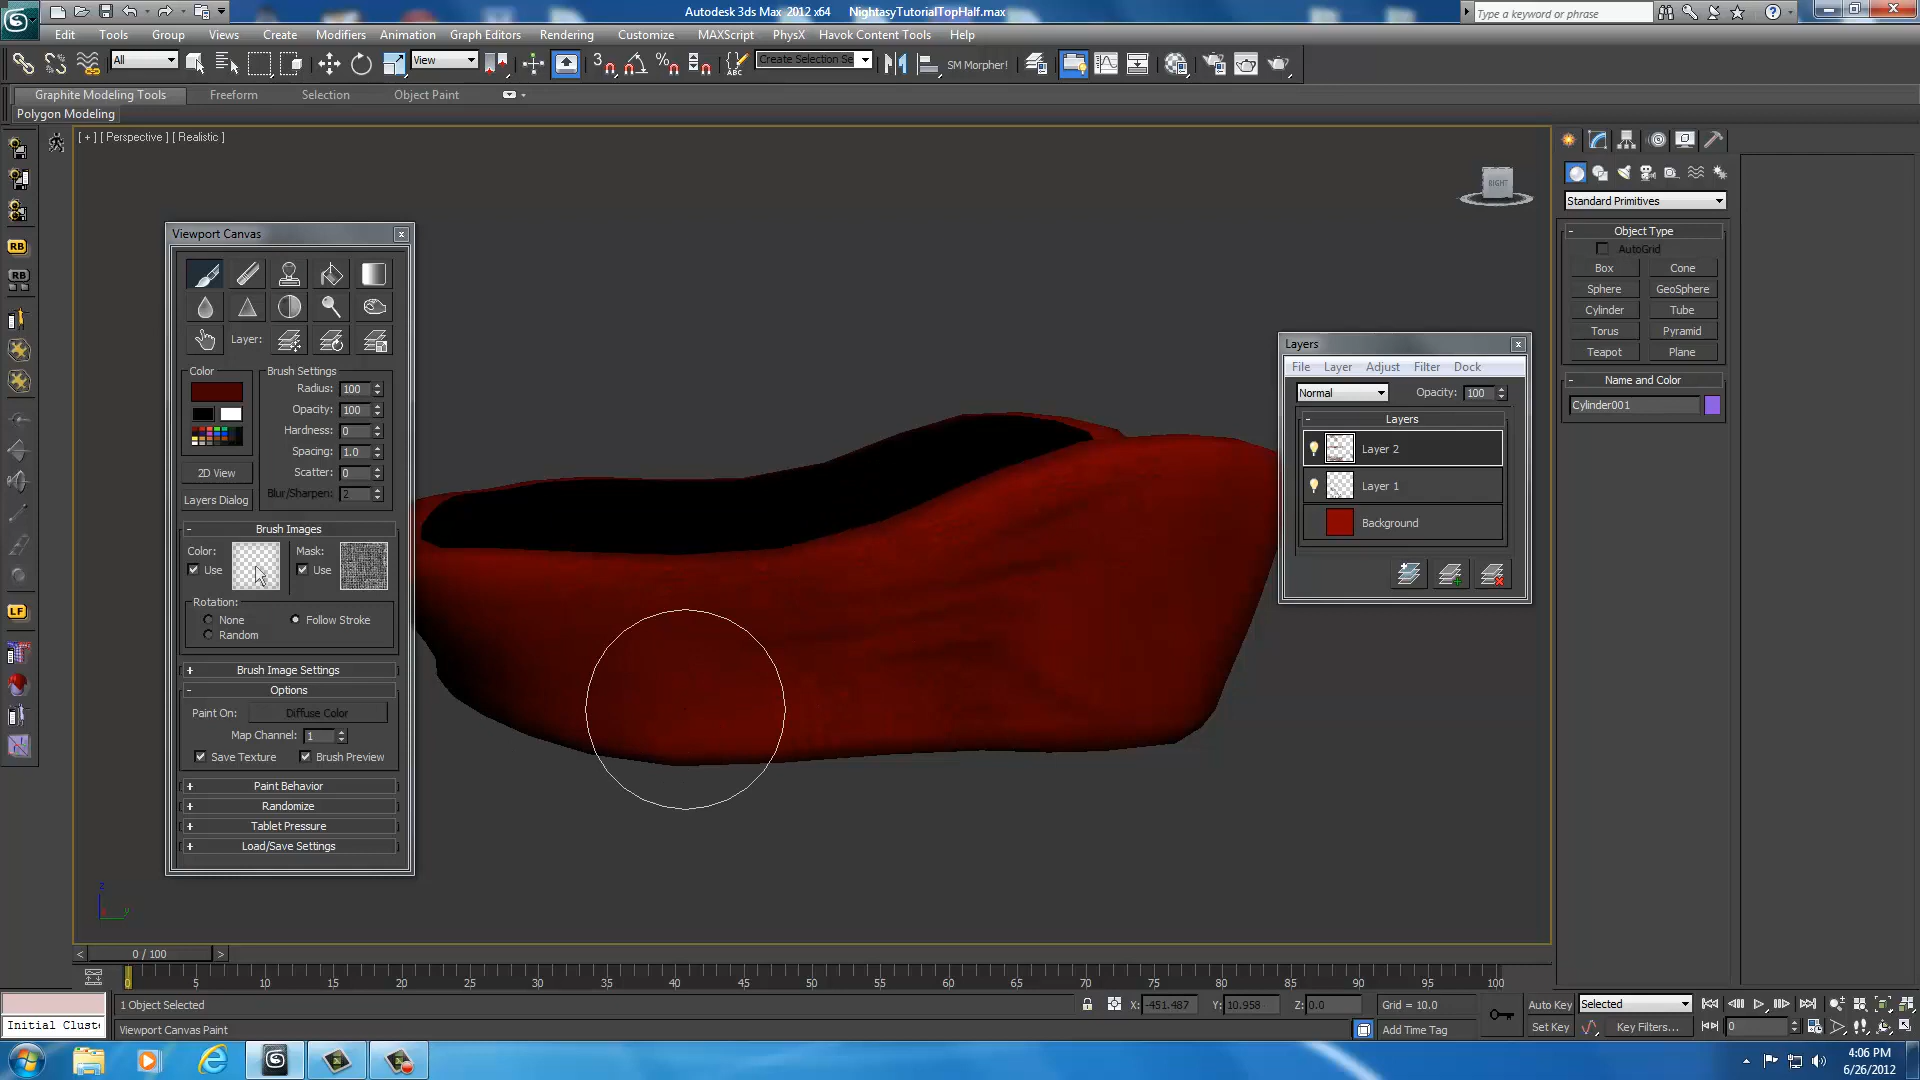 Autodesk 3ds Max 2012 x64 NightasyTutorialTopHalf.max
Type a keyword or phrase
Edit Tools Group Views Create Modifiers Animation Graph Editors Rendering Customize MAXScript PhysX Havok Content Tools Help
All View Create Selection Se SM Morpher!
Graphite Modeling Tools Freeform Selection Object Paint
Polygon Modeling
[ + ] [ Perspective ] [ Realistic ]
RIGHT
RB
RB
LF
Viewport Canvas
Layer:
Color
Brush Settings
Radius: 100
Opacity: 100
Hardness: 0
Spacing: 1.0
Scatter: 0
Blur/Sharpen: 2
2D View
Layers Dialog
- Brush Images
Color: Mask:
Use Use
Rotation:
None Follow Stroke
Random
+ Brush Image Settings
- Options
Paint On: Diffuse Color
Map Channel: 1
Save Texture Brush Preview
+ Paint Behavior
+ Randomize
+ Tablet Pressure
+ Load/Save Settings
Layers
File Layer Adjust Filter Dock
Normal Opacity: 100
- Layers
Layer 2
Layer 1
Background
Standard Primitives
- Object Type
AutoGrid
Box Cone
Sphere GeoSphere
Cylinder Tube
Torus Pyramid
Teapot Plane
- Name and Color
Cylinder001
z
y
< 0 / 100 >
0 5 10 15 20 25 30 35 40 45 50 55 60 65 70 75 80 85 90 95 100
1 Object Selected X: -451.487 Y: 10.958 Z: 0.0 Grid = 10.0 Auto Key Selected
Initial Cluste Viewport Canvas Paint Add Time Tag Set Key Key Filters... 0
4:06 PM
6/26/2012